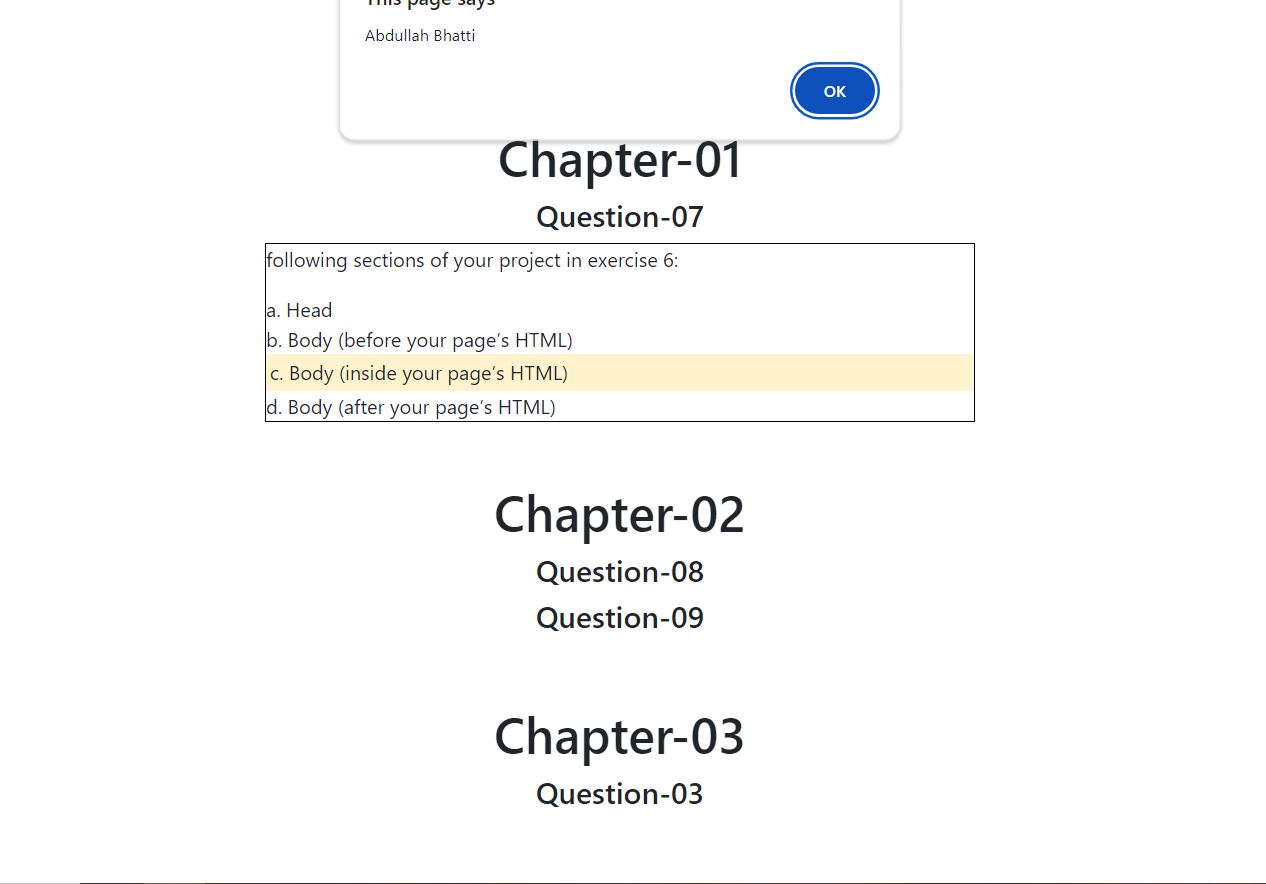 This page says
Abdullah Bhatti
OK
Chapter-01
Question-07
following sections of your project in exercise 6:
a. Head
b. Body (before your page’s HTML)
c. Body (inside your page’s HTML)
d. Body (after your page’s HTML)
Chapter-02
Question-08
Question-09
Chapter-03
Question-03